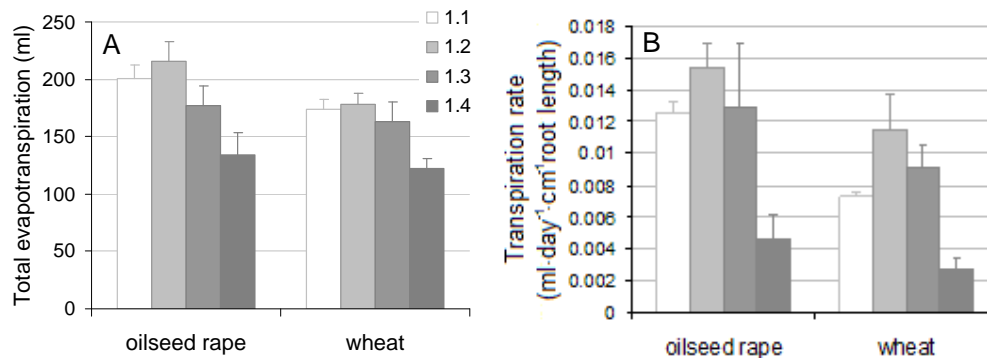 A
Total evapotranspiration (ml)
250
200
150
100
50
0
oilseed rape
wheat
1.1
1.2
1.3
1.4
B
Transpiration rate
(ml·day⁻¹·cm⁻¹root length)
0.018
0.016
0.014
0.012
0.01
0.008
0.006
0.004
0.002
0
oilseed rape
wheat